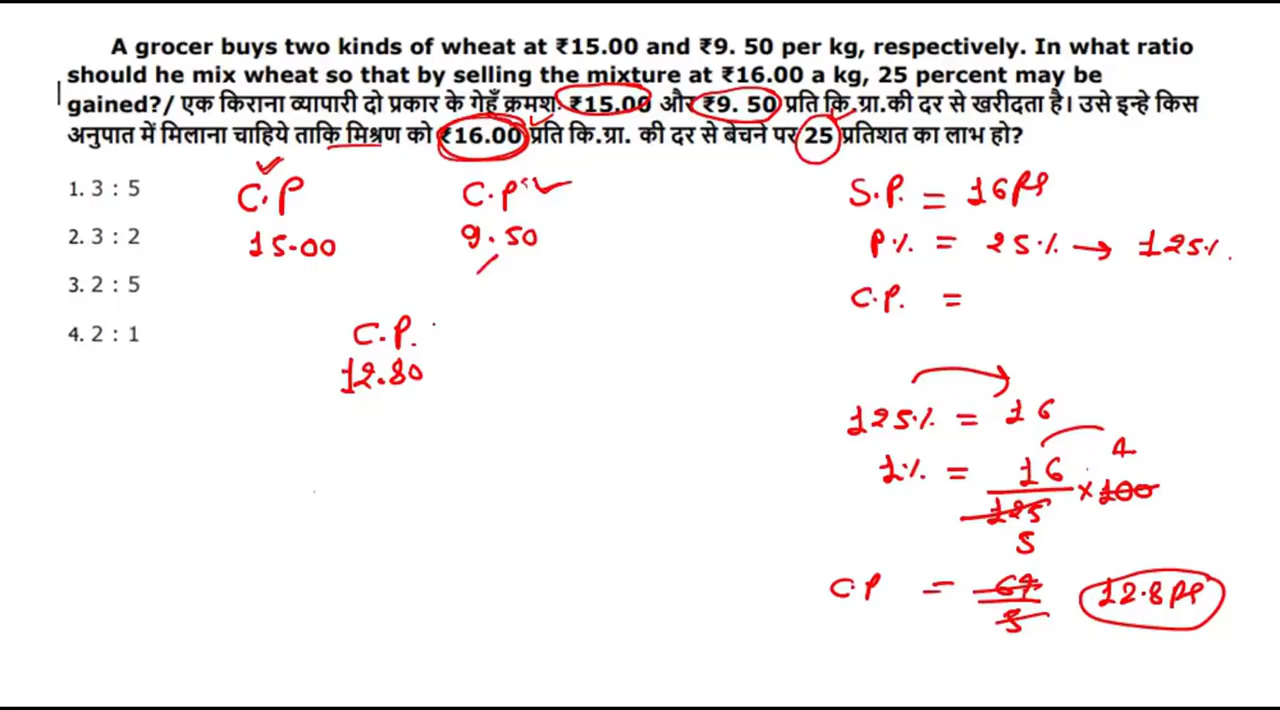 A grocer buys two kinds of wheat at ₹15.00 and ₹9. 50 per kg, respectively. In what ratio
should he mix wheat so that by selling the mixture at ₹16.00 a kg, 25 percent may be
gained?/ एक किराना व्यापारी दो प्रकार के गेहूँ क्रमशः ₹15.00 और ₹9. 50 प्रति कि.ग्रा.की दर से खरीदता है। उसे इन्हे किस
अनुपात में मिलाना चाहिये ताकि मिश्रण को ₹16.00 प्रति कि.ग्रा. की दर से बेचने पर 25 प्रतिशत का लाभ हो?
1. 3 : 5
2. 3 : 2
3. 2 : 5
4. 2 : 1
C.P C.P
15.00 9.50
C.P.
12.80
S.P. = 16
P% = 25% → 125%.
C.P. =
125% = 16
1% = 16/125 × 100
4
5
C.P = 64/5 12.8